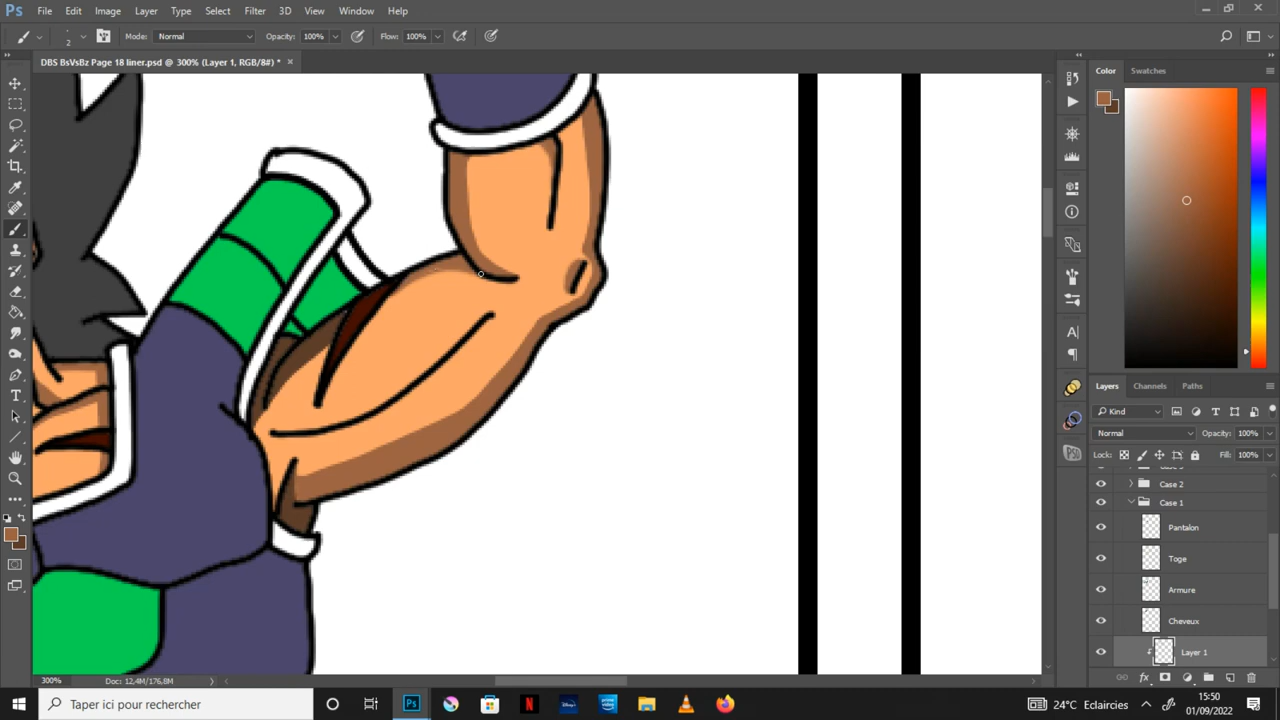 Ps File Edit Image Layer Type Select Filter 3D View Window Help
2 Mode: Normal Opacity: 100% Flow: 100%
DBS BsVsBz Page 18 liner.psd @ 300% (Layer 1, RGB/8#) *
Color Swatches
Layers Channels Paths
Kind
Normal Opacity: 100%
Lock: Fill: 100%
Case 2
Case 1
Pantalon
Toge
Armure
Cheveux
Layer 1
300% Doc: 12,4M/176,8M
Taper ici pour rechercher
24°C Eclaircies
15:50
01/09/2022